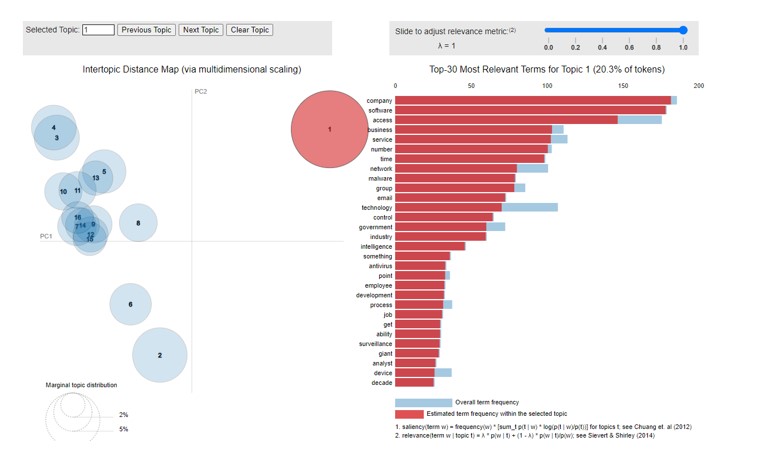 Selected Topic: 1 Previous Topic Next Topic Clear Topic
Slide to adjust relevance metric:(2)
λ = 1
0.0 0.2 0.4 0.6 0.8 1.0
Intertopic Distance Map (via multidimensional scaling)
PC2
PC1
4
3
5
13
10
11
16
7
14
9
12
8
6
2
1
Marginal topic distribution
2%
5%
Top-30 Most Relevant Terms for Topic 1 (20.3% of tokens)
0 50 100 150 200
company
software
access
business
service
number
time
network
malware
group
email
technology
control
government
industry
intelligence
something
antivirus
point
employee
development
process
job
get
ability
surveillance
giant
analyst
device
decade
Overall term frequency
Estimated term frequency within the selected topic
1. saliency(term w) = frequency(w) * [sum_t p(t | w) * log(p(t | w)/p(t))] for topics t; see Chuang et. al (2012)
2. relevance(term w | topic t) = λ * p(w | t) + (1 - λ) * p(w | t)/p(w); see Sievert & Shirley (2014)